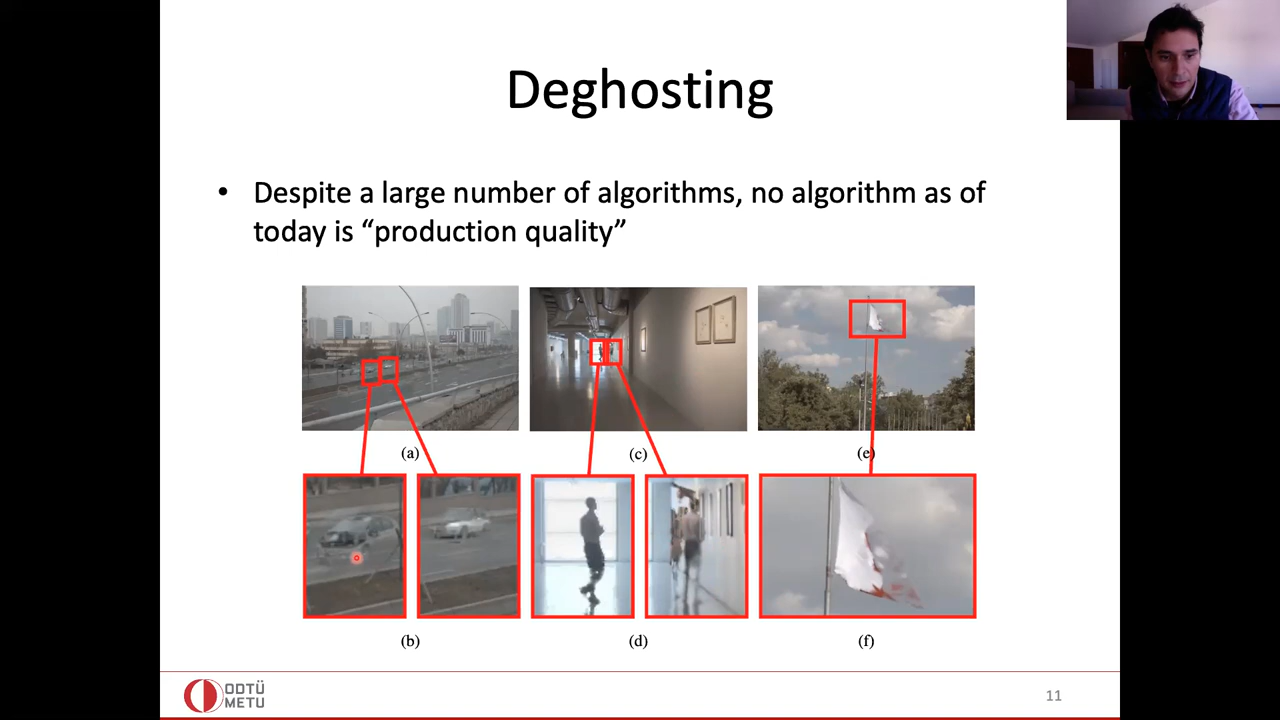 Deghosting
• Despite a large number of algorithms, no algorithm as of
today is “production quality”
(a)
(c)
(e)
(b)
(d)
(f)
ODTÜ
METU
11